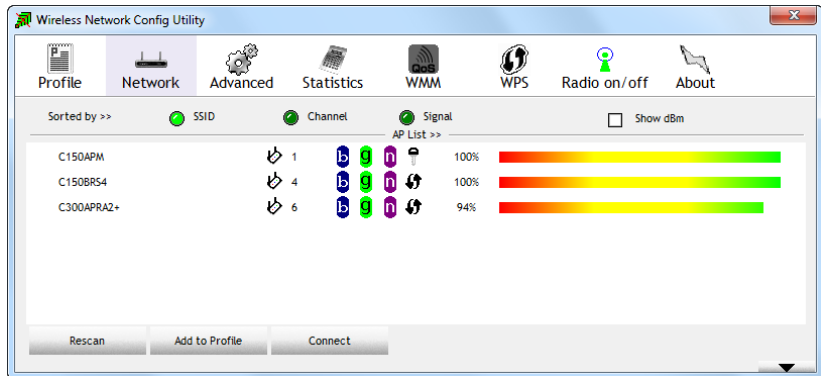 Wireless Network Config Utility
Profile Network Advanced Statistics QoS WMM WPS Radio on/off About
Sorted by >> SSID Channel Signal Show dBm
AP List >>
C150APM 1 b g n 100%
C150BRS4 4 b g n 100%
C300APRA2+ 6 b g n 94%
Rescan Add to Profile Connect